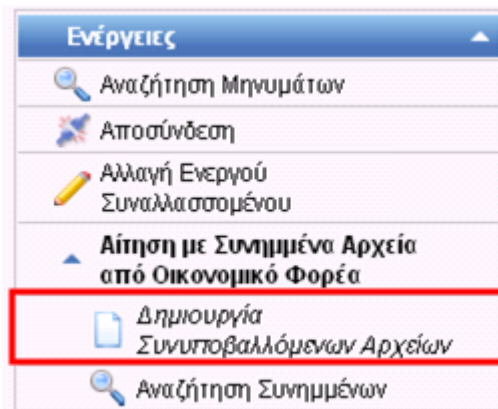 Ενέργειες
Αναζήτηση Μηνυμάτων
Αποσύνδεση
Αλλαγή Ενεργού
Συναλλασσομένου
Αίτηση με Συνημμένα Αρχεία
από Οικονομικό Φορέα
Δημιουργία
Συνυποβαλλόμενων Αρχείων
Αναζήτηση Συνημμένων